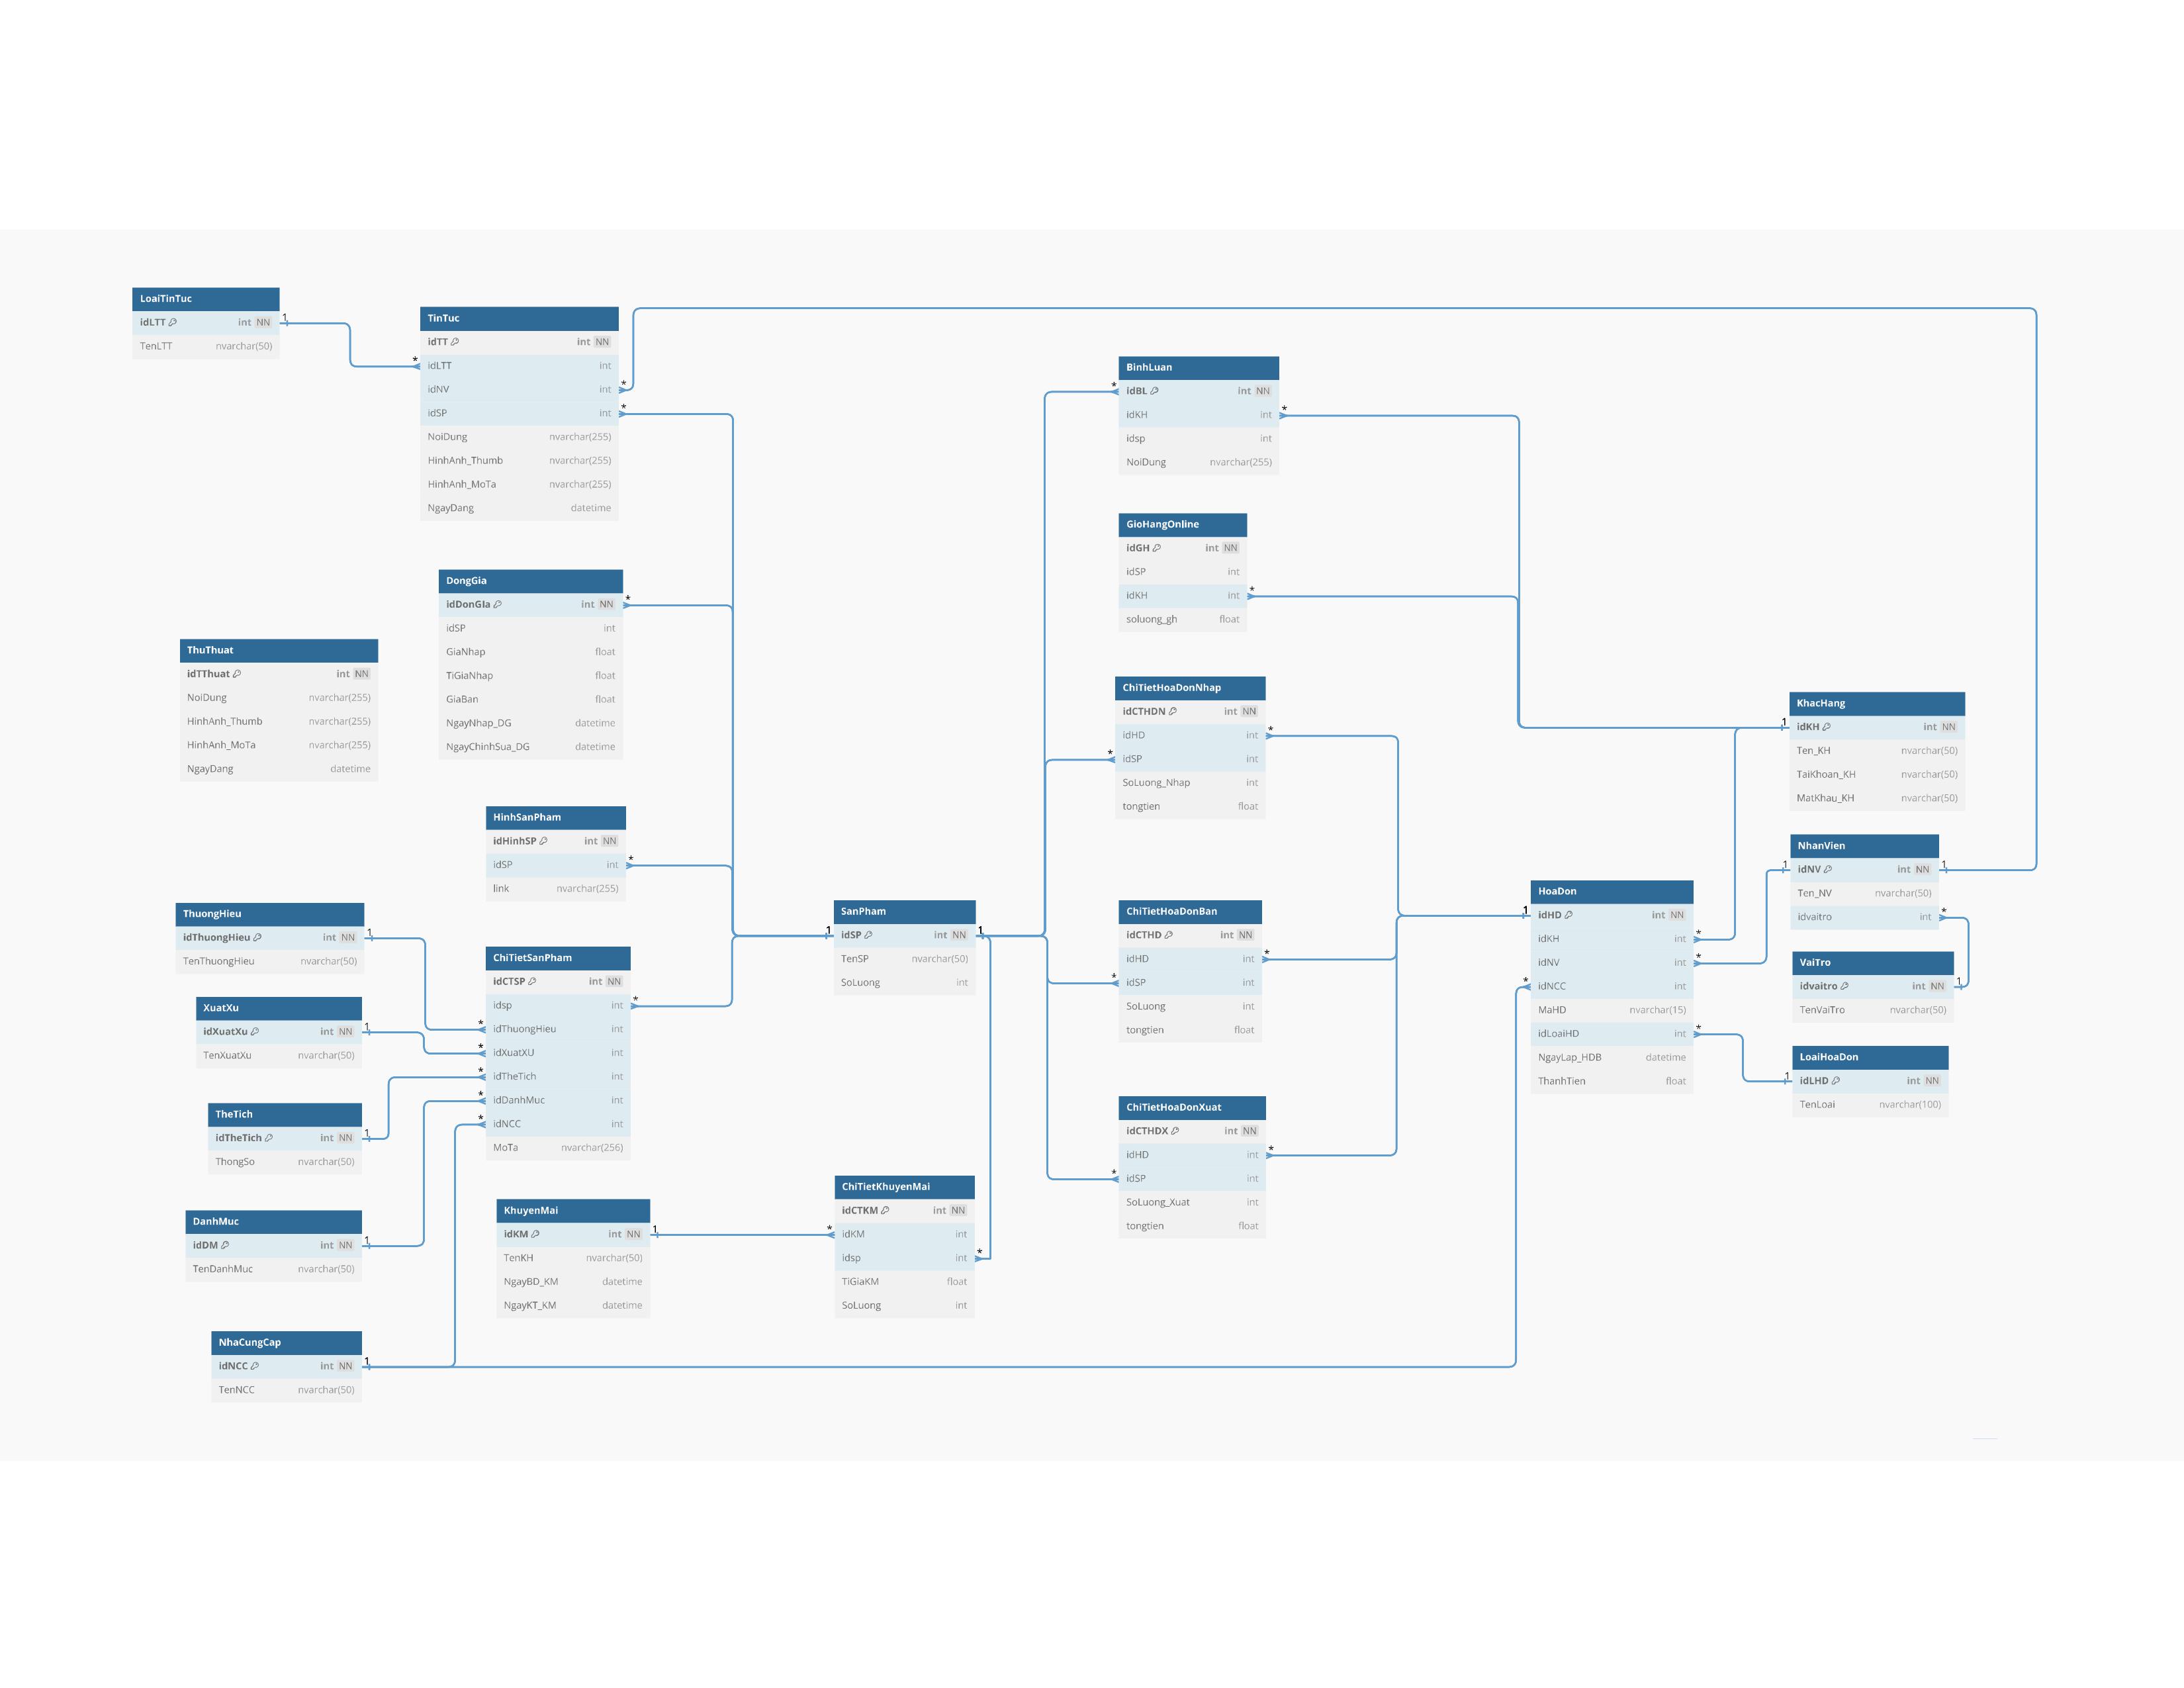 LoaiTinTuc
idLTT int NN
TenLTT nvarchar(50)
TinTuc
idTT int NN
idLTT int
idNV int
idSP int
NoiDung nvarchar(255)
HinhAnh_Thumb nvarchar(255)
HinhAnh_MoTa nvarchar(255)
NgayDang datetime
DongGia
idDonGIa int NN
idSP int
GiaNhap float
TiGiaNhap float
GiaBan float
NgayNhap_DG datetime
NgayChinhSua_DG datetime
ThuThuat
idTThuat int NN
NoiDung nvarchar(255)
HinhAnh_Thumb nvarchar(255)
HinhAnh_MoTa nvarchar(255)
NgayDang datetime
HinhSanPham
idHinhSP int NN
idSP int
link nvarchar(255)
ThuongHieu
idThuongHieu int NN
TenThuongHieu nvarchar(50)
XuatXu
idXuatXu int NN
TenXuatXu nvarchar(50)
TheTich
idTheTich int NN
ThongSo nvarchar(50)
DanhMuc
idDM int NN
TenDanhMuc nvarchar(50)
NhaCungCap
idNCC int NN
TenNCC nvarchar(50)
ChiTietSanPham
idCTSP int NN
idsp int
idThuongHieu int
idXuatXU int
idTheTich int
idDanhMuc int
idNCC int
MoTa nvarchar(256)
KhuyenMai
idKM int NN
TenKH nvarchar(50)
NgayBD_KM datetime
NgayKT_KM datetime
SanPham
idSP int NN
TenSP nvarchar(50)
SoLuong int
ChiTietKhuyenMai
idCTKM int NN
idKM int
idsp int
TiGiaKM float
SoLuong int
BinhLuan
idBL int NN
idKH int
idsp int
NoiDung nvarchar(255)
GioHangOnline
idGH int NN
idSP int
idKH int
soluong_gh float
ChiTietHoaDonNhap
idCTHDN int NN
idHD int
idSP int
SoLuong_Nhap int
tongtien float
ChiTietHoaDonBan
idCTHD int NN
idHD int
idSP int
SoLuong int
tongtien float
ChiTietHoaDonXuat
idCTHDX int NN
idHD int
idSP int
SoLuong_Xuat int
tongtien float
HoaDon
idHD int NN
idKH int
idNV int
idNCC int
MaHD nvarchar(15)
idLoaiHD int
NgayLap_HDB datetime
ThanhTien float
KhacHang
idKH int NN
Ten_KH nvarchar(50)
TaiKhoan_KH nvarchar(50)
MatKhau_KH nvarchar(50)
NhanVien
idNV int NN
Ten_NV nvarchar(50)
idvaitro int
VaiTro
idvaitro int NN
TenVaiTro nvarchar(50)
LoaiHoaDon
idLHD int NN
TenLoai nvarchar(100)